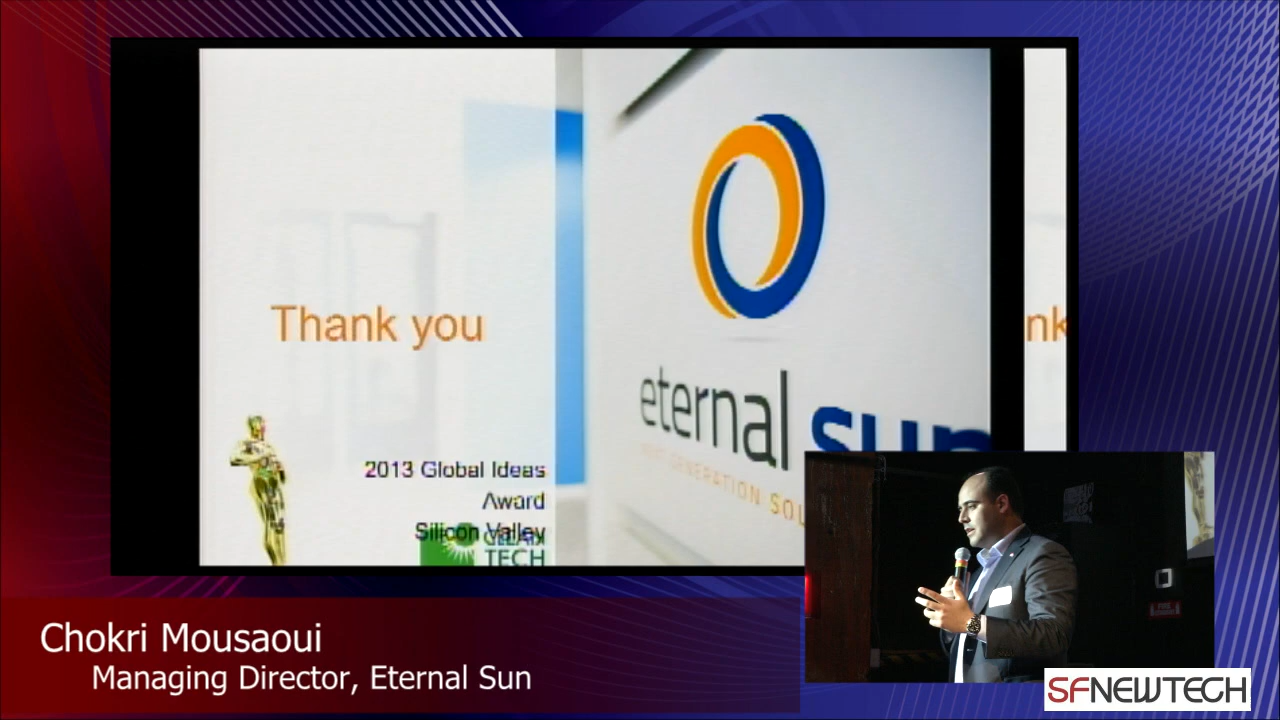 Thank you
nk
eternal sun
2013 Global Ideas
Award
Silicon Valley
CLEAN
TECH
Chokri Mousaoui
Managing Director, Eternal Sun
SFNEWTECH